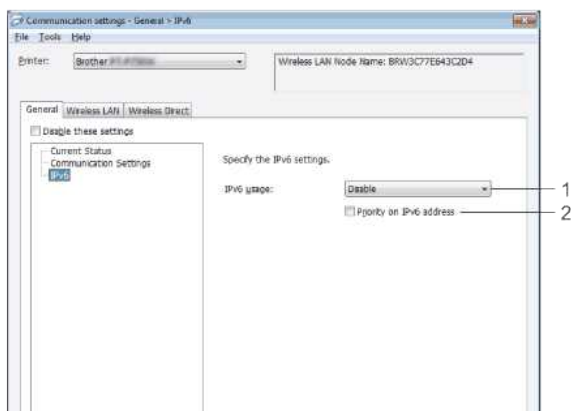 Communication settings - General > IPv6
File Tools Help
Printer: Brother
Wireless LAN Node Name: BRW3C77E643C2D4
General Wireless LAN Wireless Direct
Disable these settings
Current Status
Communication Settings
IPv6
Specify the IPv6 settings.
IPv6 usage: Disable 1
Priority on IPv6 address 2